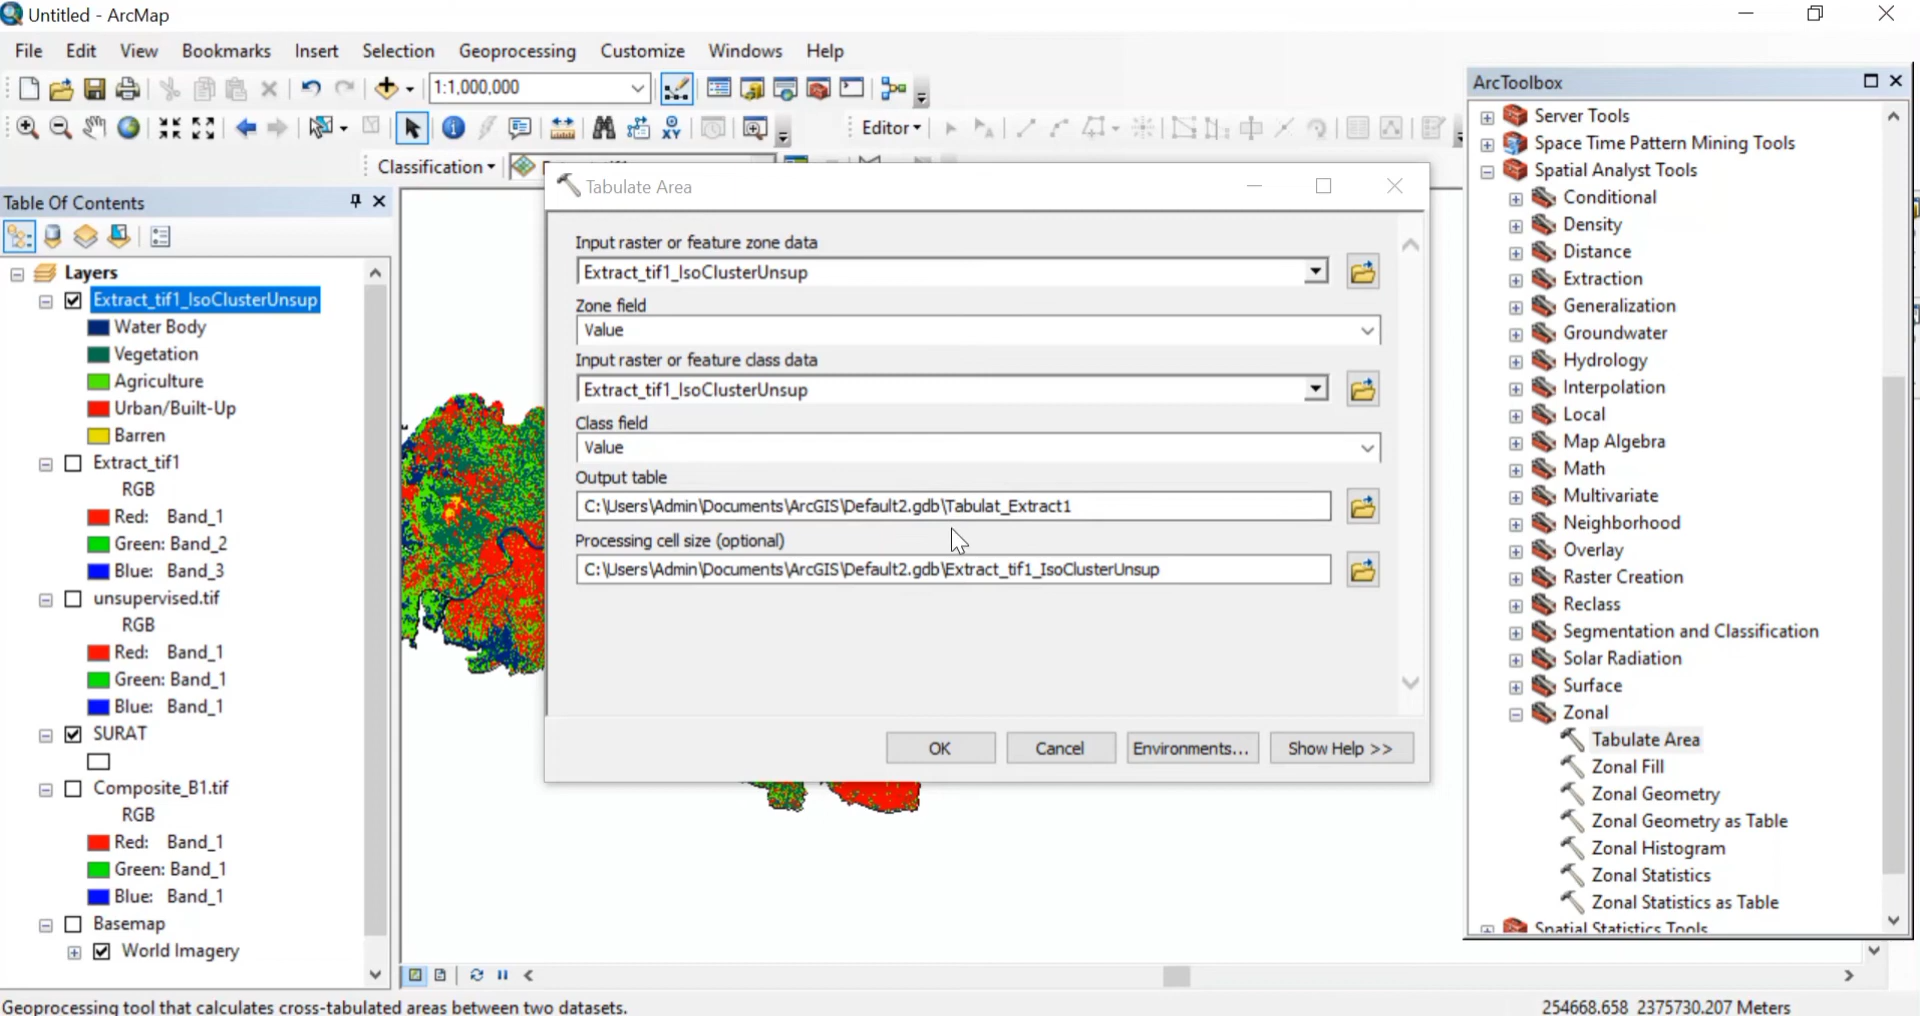 Untitled - ArcMap
File Edit View Bookmarks Insert Selection Geoprocessing Customize Windows Help
1:1,000,000
Editor
Classification
Table Of Contents
Layers
Extract_tif1_IsoClusterUnsup
Water Body
Vegetation
Agriculture
Urban/Built-Up
Barren
Extract_tif1
RGB
Red: Band_1
Green: Band_2
Blue: Band_3
unsupervised.tif
RGB
Red: Band_1
Green: Band_1
Blue: Band_1
SURAT
Composite_B1.tif
RGB
Red: Band_1
Green: Band_1
Blue: Band_1
Basemap
World Imagery
Tabulate Area
Input raster or feature zone data
Extract_tif1_IsoClusterUnsup
Zone field
Value
Input raster or feature class data
Extract_tif1_IsoClusterUnsup
Class field
Value
Output table
C:\Users\Admin\Documents\ArcGIS\Default2.gdb\Tabulat_Extract1
Processing cell size (optional)
C:\Users\Admin\Documents\ArcGIS\Default2.gdb\Extract_tif1_IsoClusterUnsup
OK Cancel Environments... Show Help >>
ArcToolbox
Server Tools
Space Time Pattern Mining Tools
Spatial Analyst Tools
Conditional
Density
Distance
Extraction
Generalization
Groundwater
Hydrology
Interpolation
Local
Map Algebra
Math
Multivariate
Neighborhood
Overlay
Raster Creation
Reclass
Segmentation and Classification
Solar Radiation
Surface
Zonal
Tabulate Area
Zonal Fill
Zonal Geometry
Zonal Geometry as Table
Zonal Histogram
Zonal Statistics
Zonal Statistics as Table
Spatial Statistics Tools
Geoprocessing tool that calculates cross-tabulated areas between two datasets.
254668.658 2375730.207 Meters